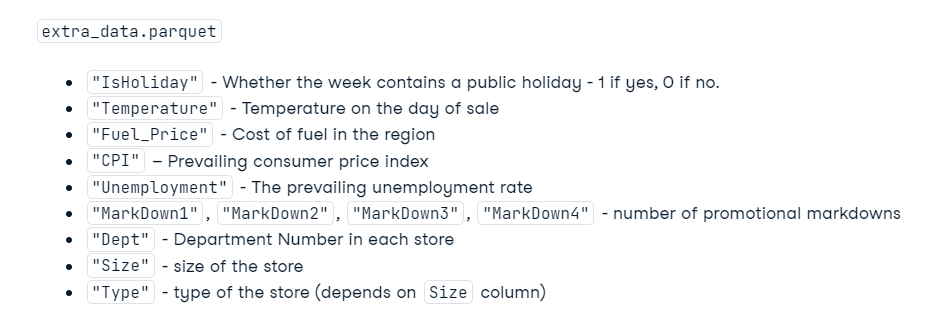 extra_data.parquet
• "IsHoliday" - Whether the week contains a public holiday - 1 if yes, 0 if no.
• "Temperature" - Temperature on the day of sale
• "Fuel_Price" - Cost of fuel in the region
• "CPI" – Prevailing consumer price index
• "Unemployment" - The prevailing unemployment rate
• "MarkDown1", "MarkDown2", "MarkDown3", "MarkDown4" - number of promotional markdowns
• "Dept" - Department Number in each store
• "Size" - size of the store
• "Type" - type of the store (depends on Size column)